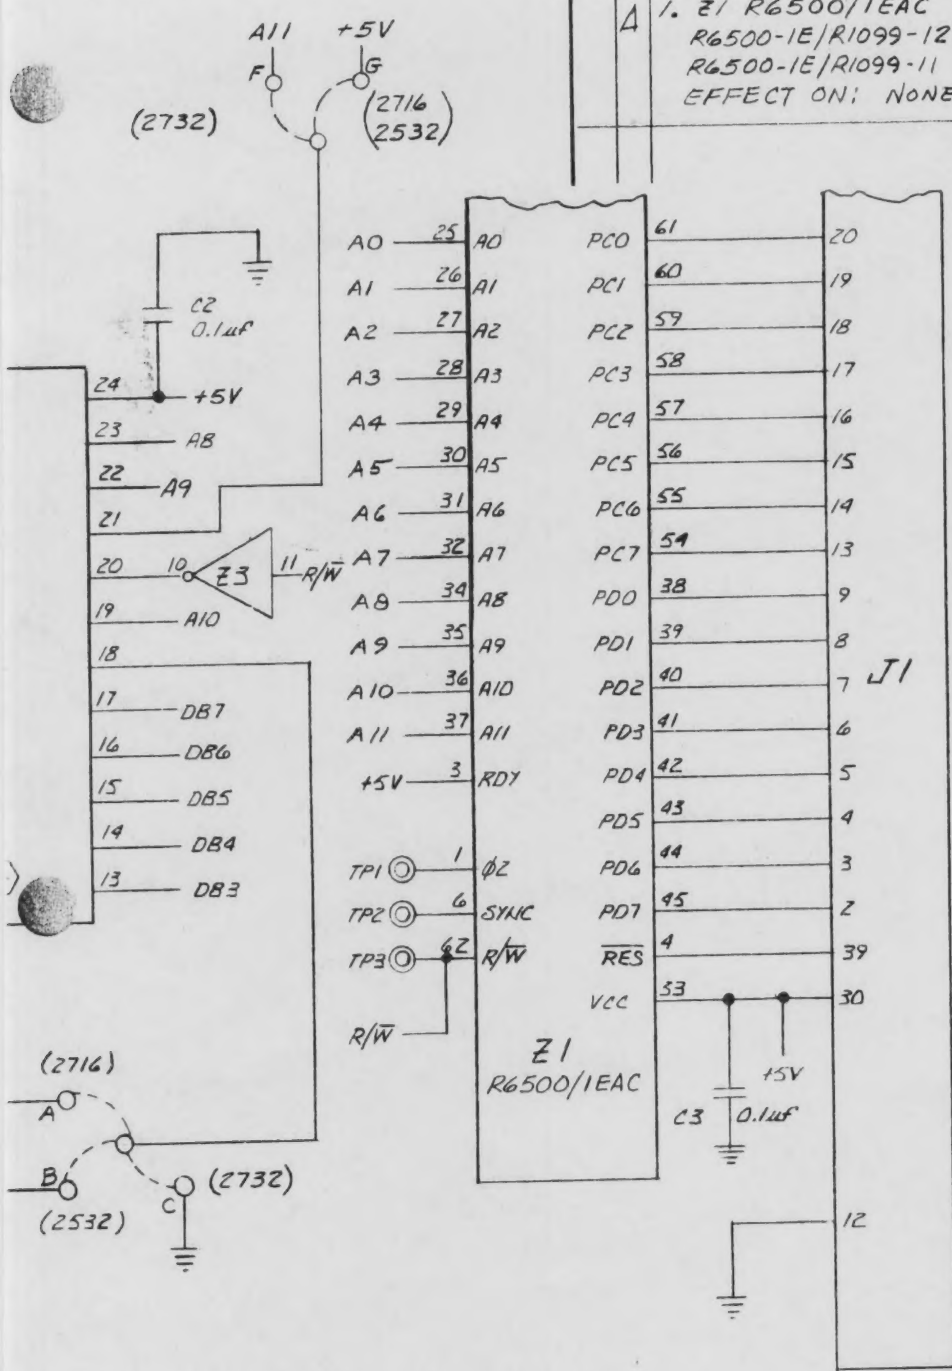 A
1. Z1 R6500/1EAC
R6500-1E/R1099-12
R6500-1E/R1099-11
EFFECT ON: NONE
A11 +5V
F G
(2732)
(2716
2532)
C2
0.1uf
24 +5V
23 A8
22 A9
21
20 10 Z3 11 R/W̅
19 A10
18
17 DB7
16 DB6
15 DB5
14 DB4
13 DB3
(2716)
A
B
(2532)
C
(2732)
A0 25 A0 PC0 61 20
A1 26 A1 PC1 60 19
A2 27 A2 PC2 59 18
A3 28 A3 PC3 58 17
A4 29 A4 PC4 57 16
A5 30 A5 PC5 56 15
A6 31 A6 PC6 55 14
A7 32 A7 PC7 54 13
A8 34 A8 PD0 38 9
A9 35 A9 PD1 39 8
A10 36 A10 PD2 40 7
J1
A11 37 A11 PD3 41 6
+5V 3 RDY PD4 42 5
PD5 43 4
TP1 1 ϕ2 PD6 44 3
TP2 6 SYNC PD7 45 2
TP3 62 R/W̅ R̅E̅S̅ 4 39
VCC 53 30
R/W̅
Z1
R6500/1EAC
+5V
C3 0.1uf
12